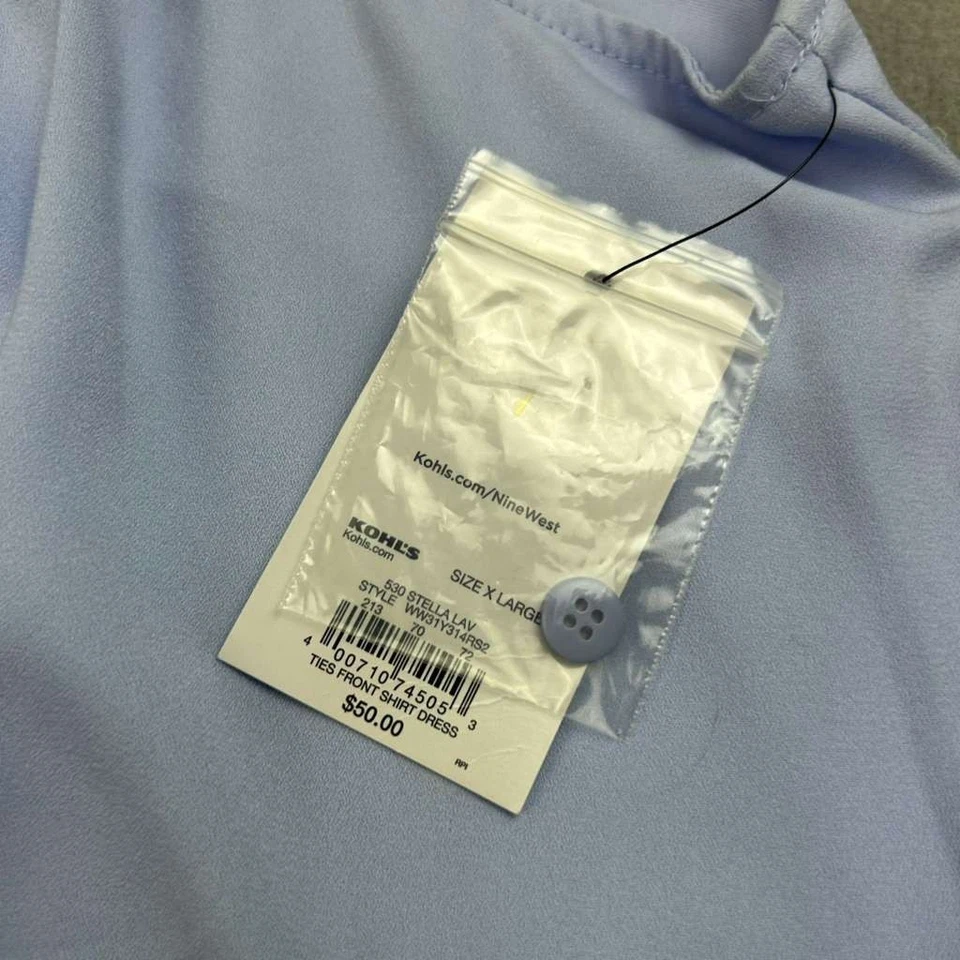 Kohls.com/NineWest
KOHL'S
Kohls.com
SIZE X LARGE
530 STELLA LAV
STYLE WW31Y314RS2
213 70 72
4 00710 74505 3
TIES FRONT SHIRT DRESS
$50.00
RPI